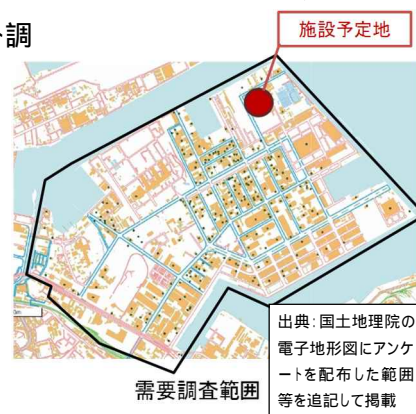 調
施設予定地
需要調査範囲
出典：国土地理院の
電子地形図にアンケ
ートを配布した範囲
等を追記して掲載